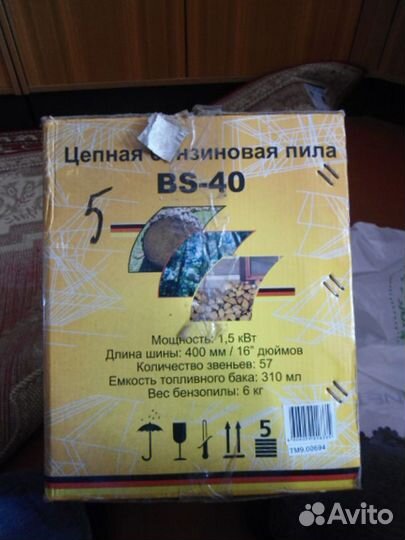 Цепная бензиновая пила
BS-40
5
Мощность: 1,5 кВт
Длина шины: 400 мм / 16" дюймов
Количество звеньев: 57
Емкость топливного бака: 310 мл
Вес бензопилы: 6 кг
5
TM9.00694
Avito